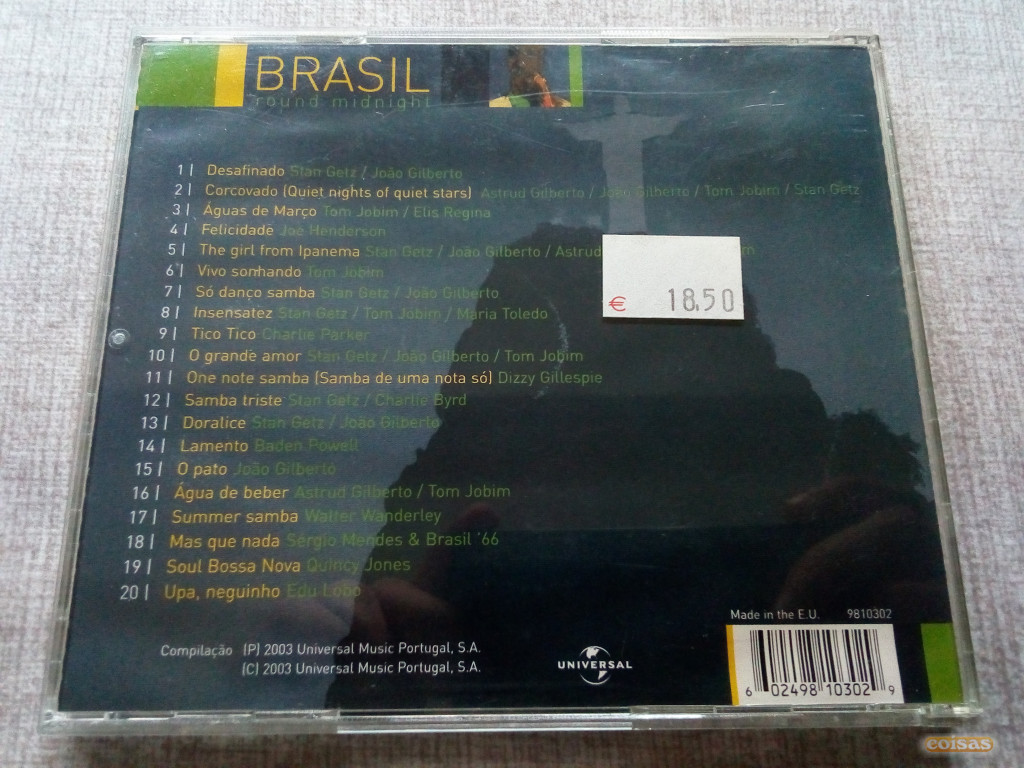 BRASIL
round midnight
1 | Desafinado Stan Getz / João Gilberto
2 | Corcovado (Quiet nights of quiet stars) Astrud Gilberto / João Gilberto / Tom Jobim / Stan Getz
3 | Águas de Março Tom Jobim / Elis Regina
4 | Felicidade Joe Henderson
5 | The girl from Ipanema Stan Getz / João Gilberto / Astrud
6 | Vivo sonhando Tom Jobim
7 | Só danço samba Stan Getz / João Gilberto
8 | Insensatez Stan Getz / Tom Jobim / Maria Toledo
9 | Tico Tico Charlie Parker
10 | O grande amor Stan Getz / João Gilberto / Tom Jobim
11 | One note samba (Samba de uma nota só) Dizzy Gillespie
12 | Samba triste Stan Getz / Charlie Byrd
13 | Doralice Stan Getz / João Gilberto
14 | Lamento Baden Powell
15 | O pato João Gilberto
16 | Água de beber Astrud Gilberto / Tom Jobim
17 | Summer samba Walter Wanderley
18 | Mas que nada Sérgio Mendes & Brasil '66
19 | Soul Bossa Nova Quincy Jones
20 | Upa, neguinho Edu Lobo
€ 18.50
Made in the E.U. 9810302
Compilação (P) 2003 Universal Music Portugal, S.A.
(C) 2003 Universal Music Portugal, S.A.
UNIVERSAL
6 02498 10302 9
coisas